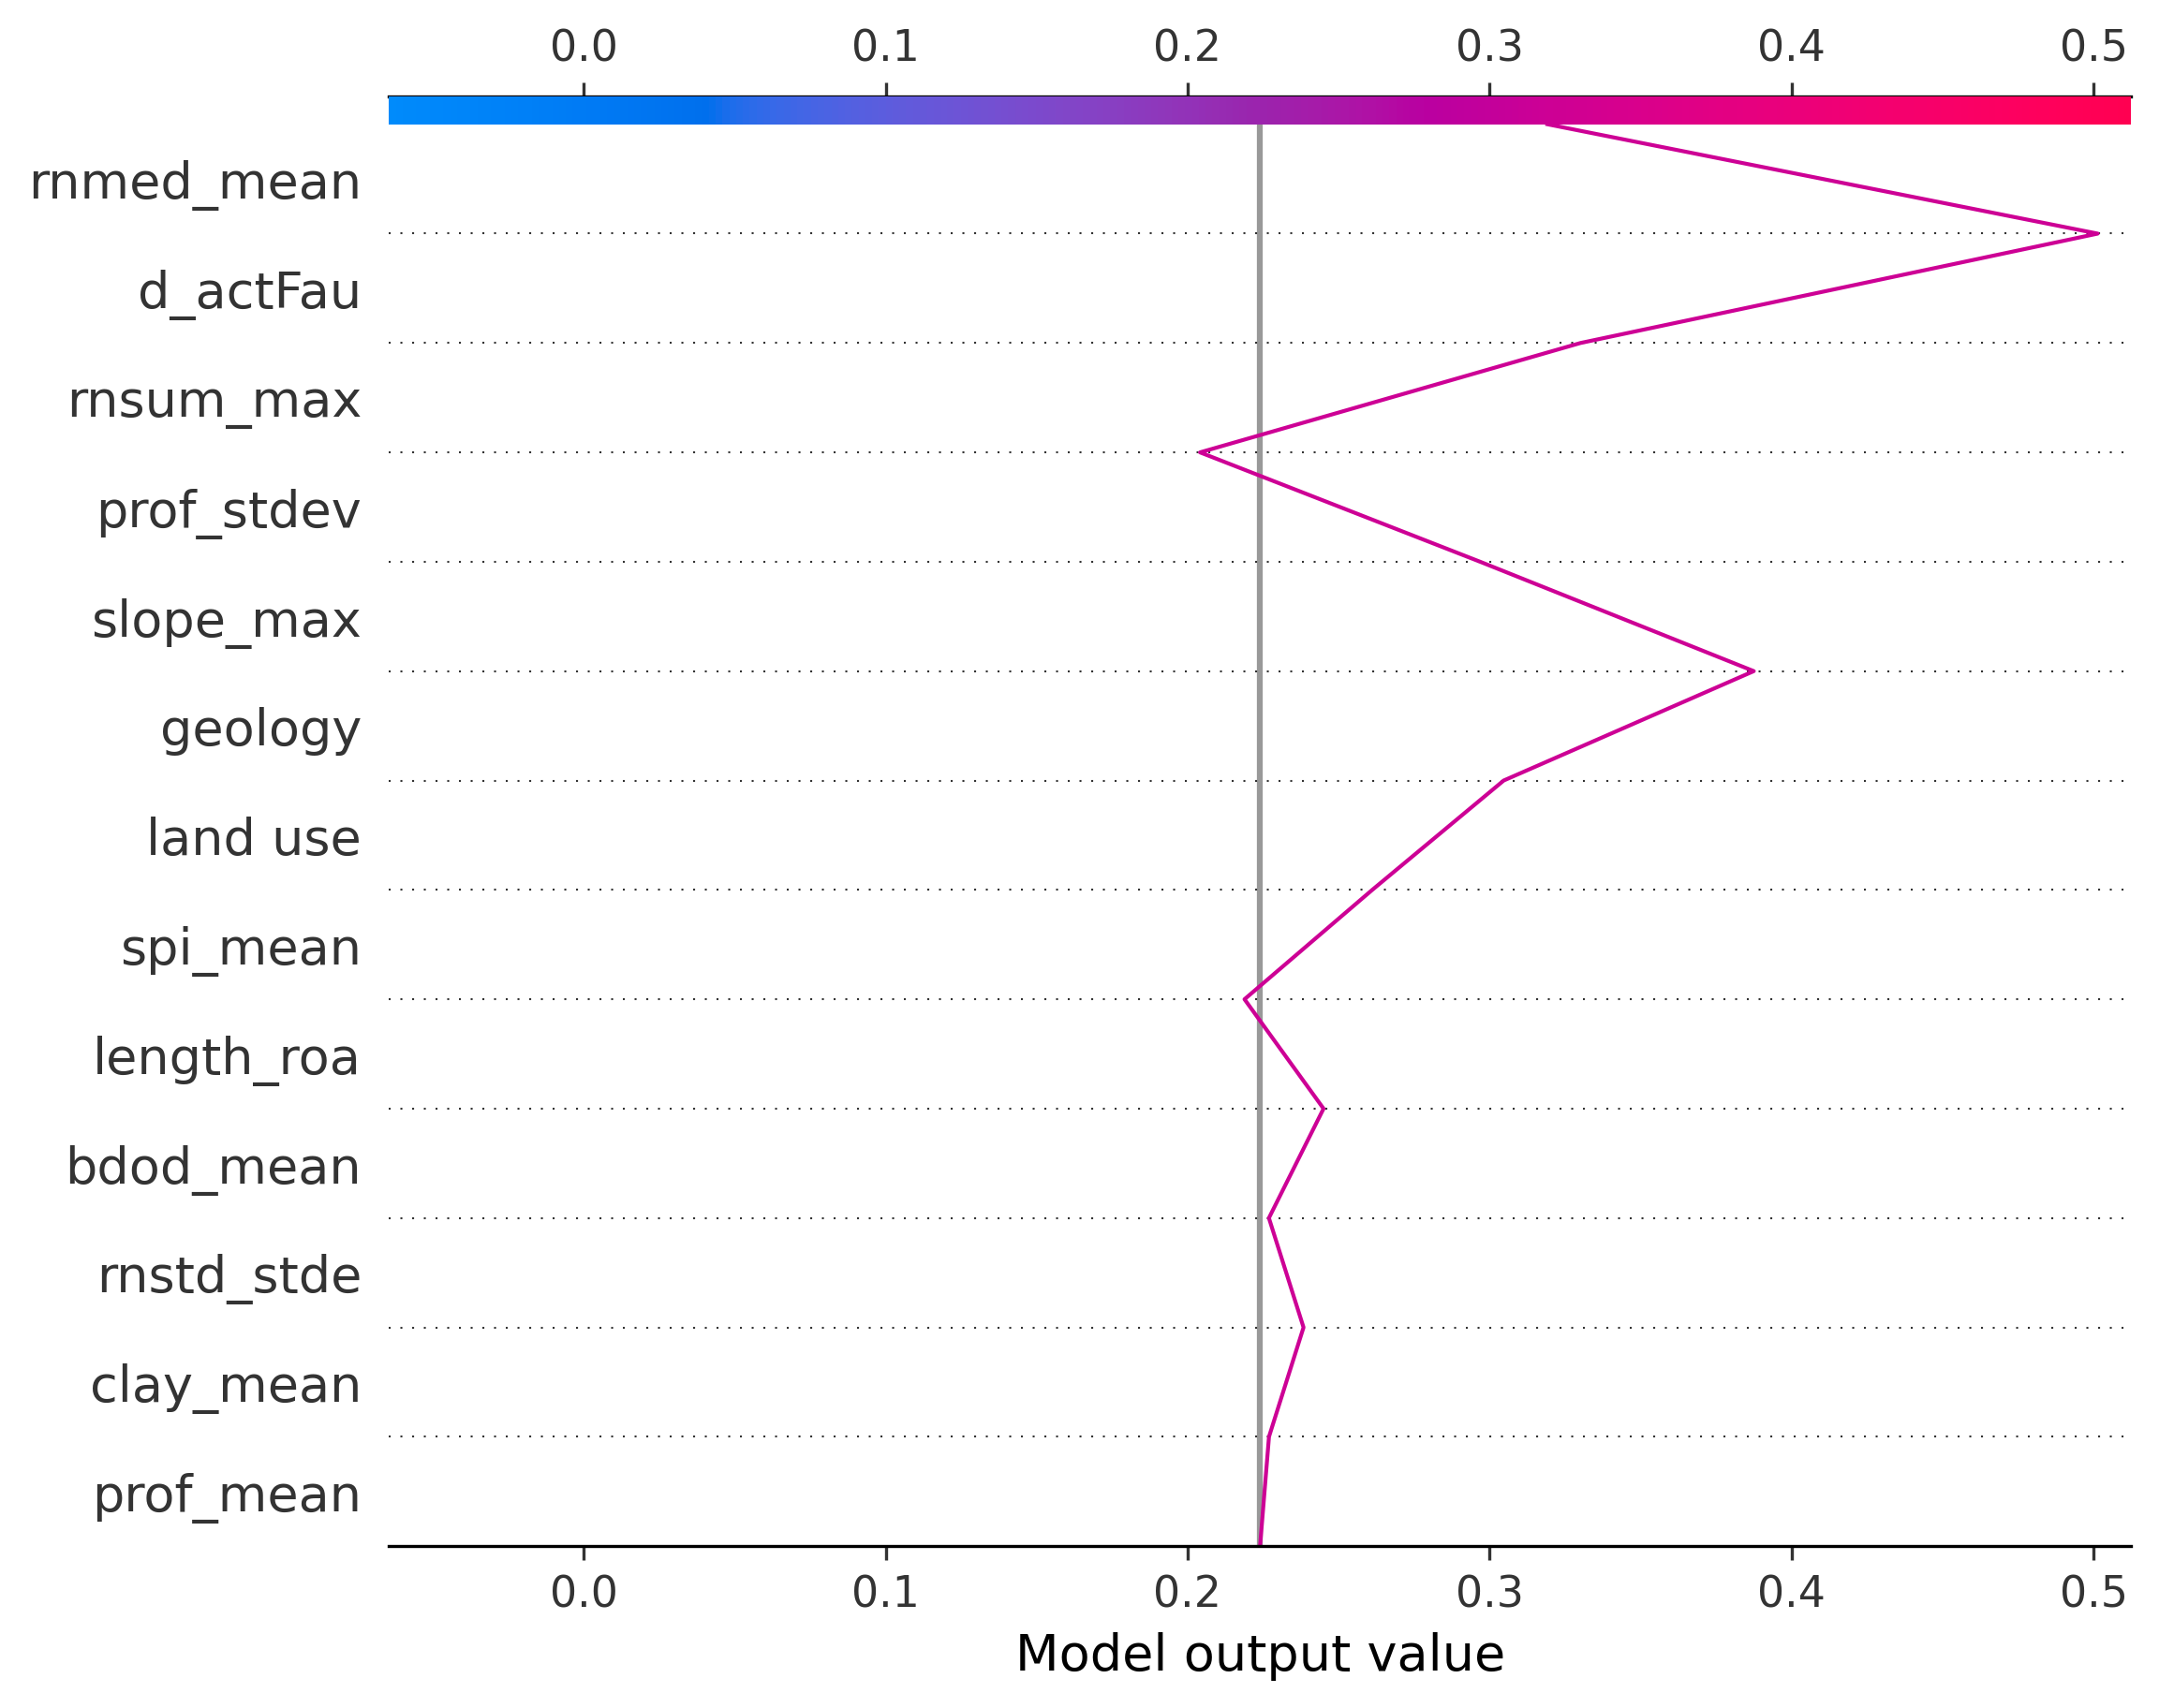 0.0 0.1 0.2 0.3 0.4 0.5
rnmed_mean
d_actFau
rnsum_max
prof_stdev
slope_max
geology
land use
spi_mean
length_roa
bdod_mean
rnstd_stde
clay_mean
prof_mean
0.0 0.1 0.2 0.3 0.4 0.5
Model output value